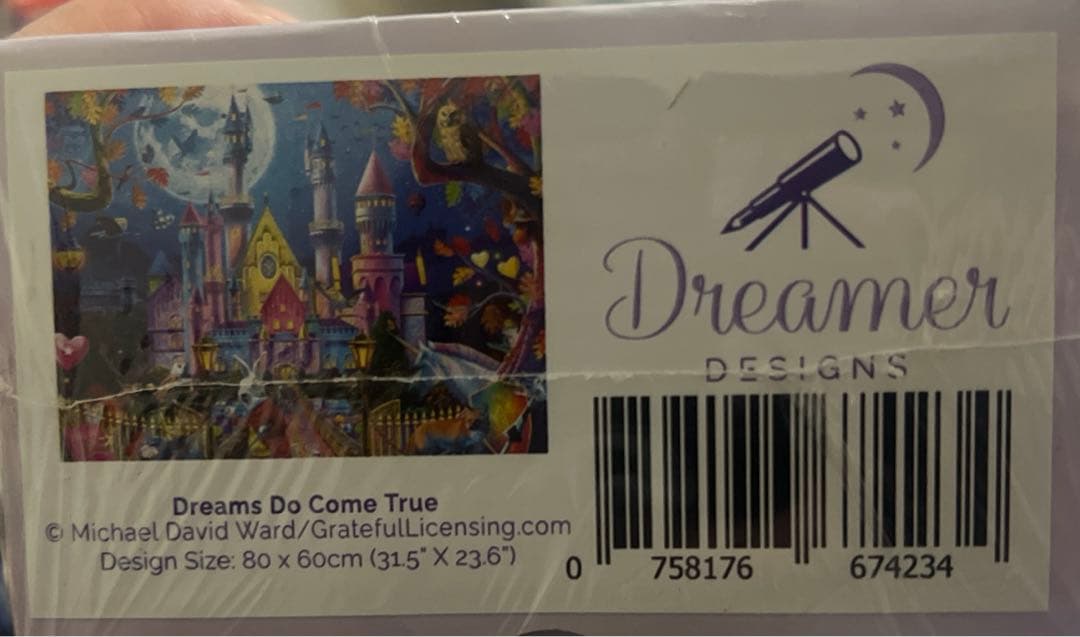 Dreamer
DESIGNS
Dreams Do Come True
© Michael David Ward/GratefulLicensing.com
Design Size: 80 x 60cm (31.5" X 23.6")
0 758176 674234